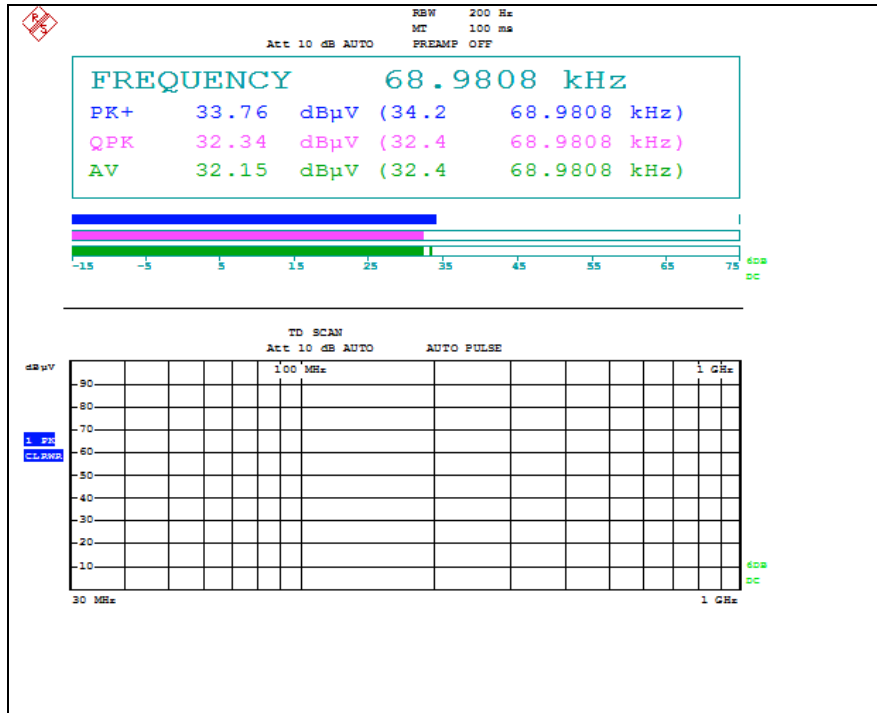 R S
RBW 200 Hz
MT 100 ms
Att 10 dB AUTO PREAMP OFF
FREQUENCY 68.9808 kHz
PK+ 33.76 dBµV (34.2 68.9808 kHz)
QPK 32.34 dBµV (32.4 68.9808 kHz)
AV 32.15 dBµV (32.4 68.9808 kHz)
-15 -5 5 15 25 35 45 55 65 75
6DB
DC
TD SCAN
Att 10 dB AUTO AUTO PULSE
dBµV 100 MHz 1 GHz
90
80
70
1 PK
CLRWR
60
50
40
30
20
10
6DB
DC
30 MHz 1 GHz